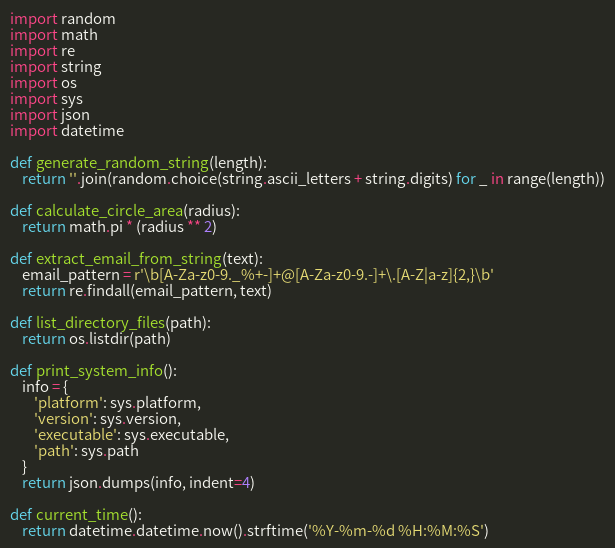 import random
import math
import re
import string
import os
import sys
import json
import datetime

def generate_random_string(length):
    return ''.join(random.choice(string.ascii_letters + string.digits) for _ in range(length))

def calculate_circle_area(radius):
    return math.pi * (radius ** 2)

def extract_email_from_string(text):
    email_pattern = r'\b[A-Za-z0-9._%+-]+@[A-Za-z0-9.-]+\.[A-Z|a-z]{2,}\b'
    return re.findall(email_pattern, text)

def list_directory_files(path):
    return os.listdir(path)

def print_system_info():
    info = {
        'platform': sys.platform,
        'version': sys.version,
        'executable': sys.executable,
        'path': sys.path
    }
    return json.dumps(info, indent=4)

def current_time():
    return datetime.datetime.now().strftime('%Y-%m-%d %H:%M:%S')